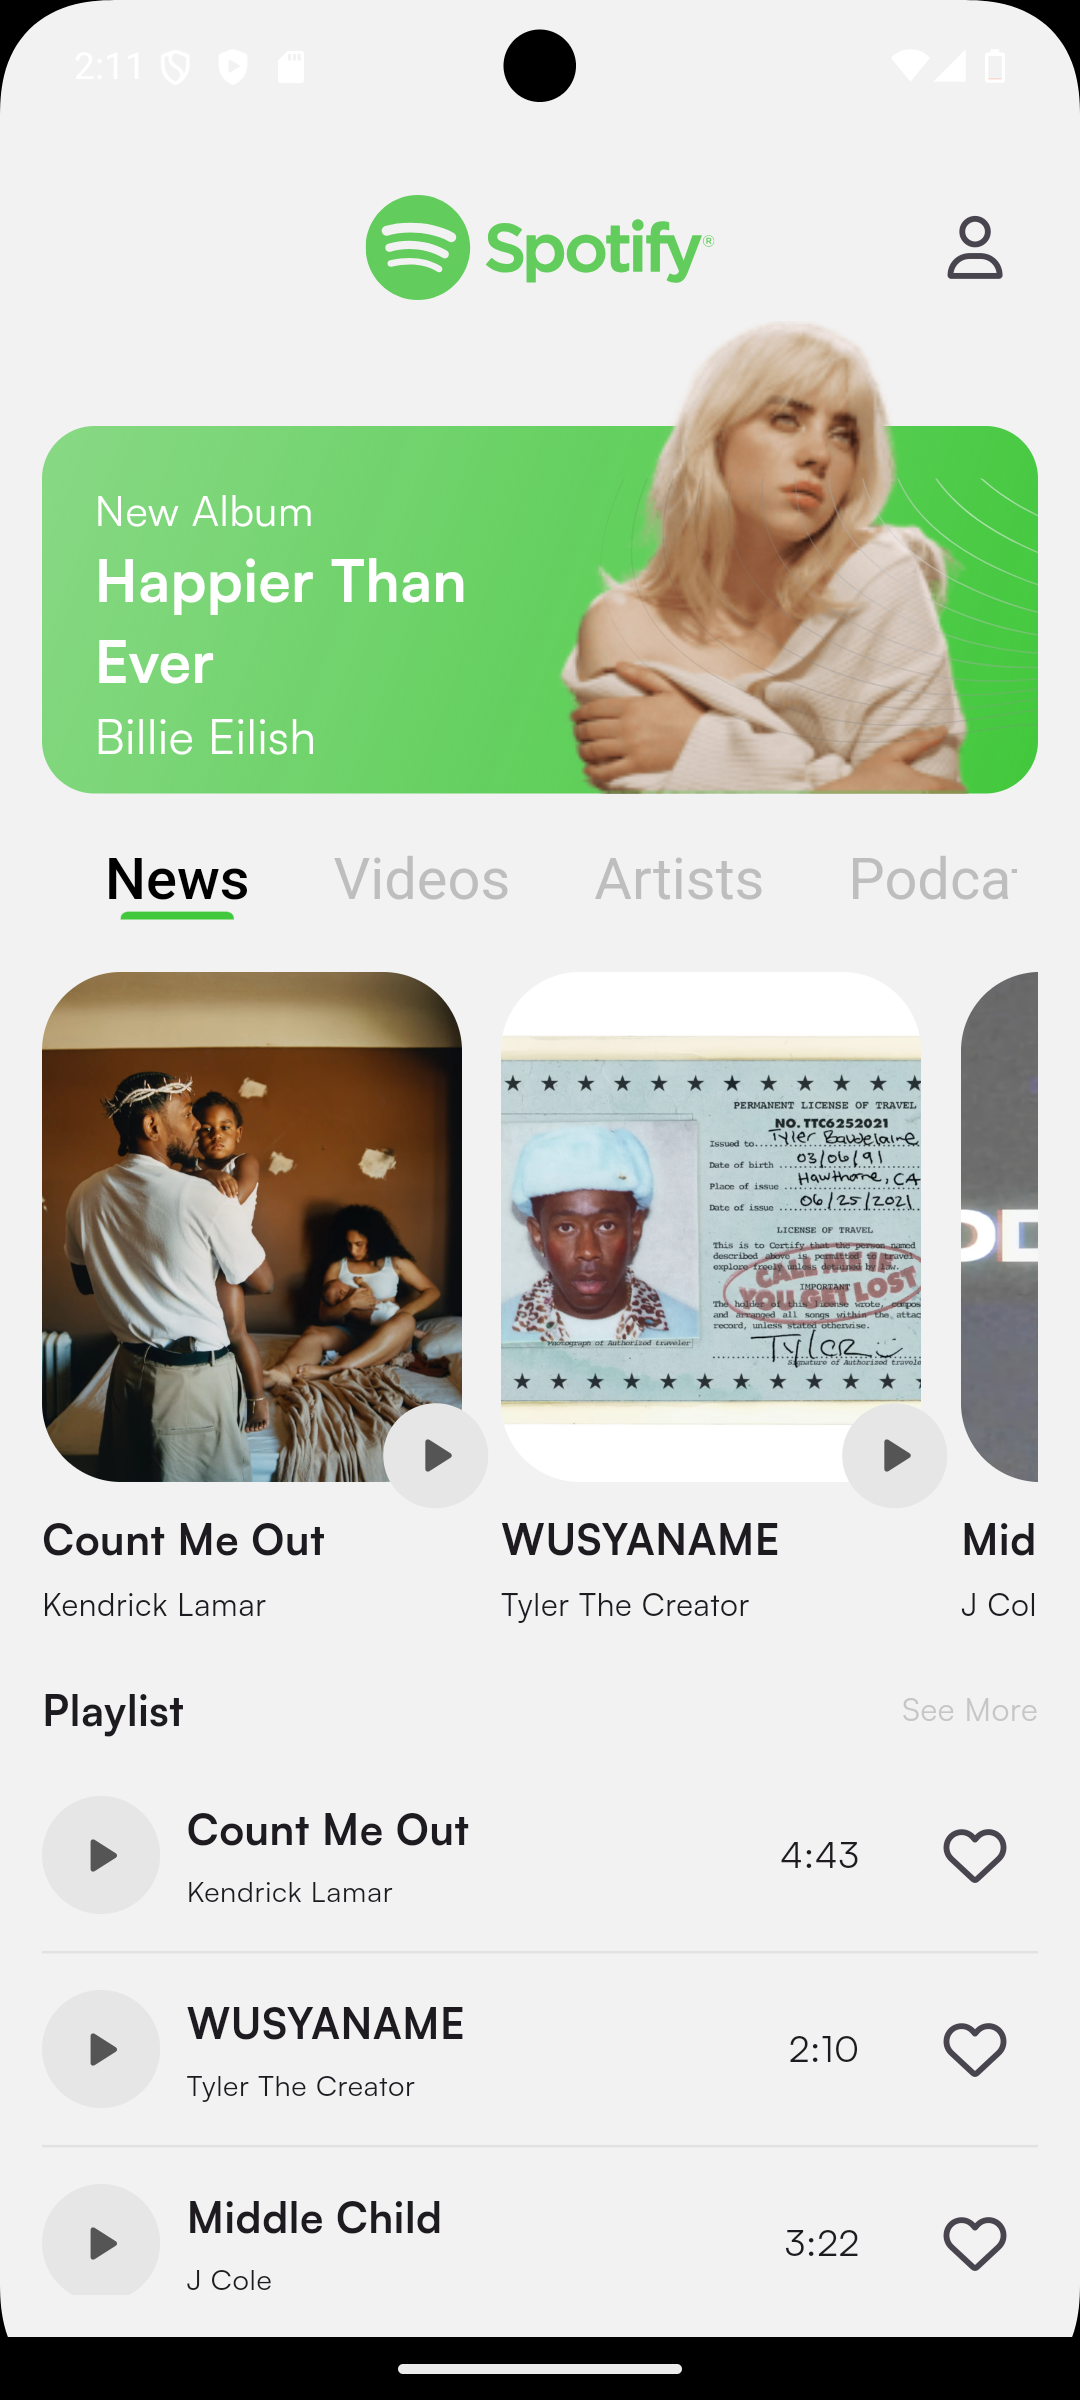 2:11
Spotify®
New Album
Happier Than
Ever
Billie Eilish
News Videos Artists Podca
PERMANENT LICENSE OF TRAVEL
NO. TTC6252021
Issued to Tyler Baudelaire
Date of birth 03/06/91
Place of issue Hawthorne, CA
Date of issue 06/25/2021
LICENSE OF TRAVEL
This is to Certify that the person named
described above is permitted to travel
explore freely unless detained by law.
CALL ME IF
YOU GET LOST
IMPORTANT
The holder of this license wrote, compos
and arranged all songs within the attac
record, unless stated otherwise.
Tyler
Photograph of Authorized traveler
Signature of Authorized travele
Count Me Out
Kendrick Lamar
WUSYANAME
Tyler The Creator
Mid
J Col
Playlist
See More
Count Me Out
Kendrick Lamar
4:43
WUSYANAME
Tyler The Creator
2:10
Middle Child
J Cole
3:22